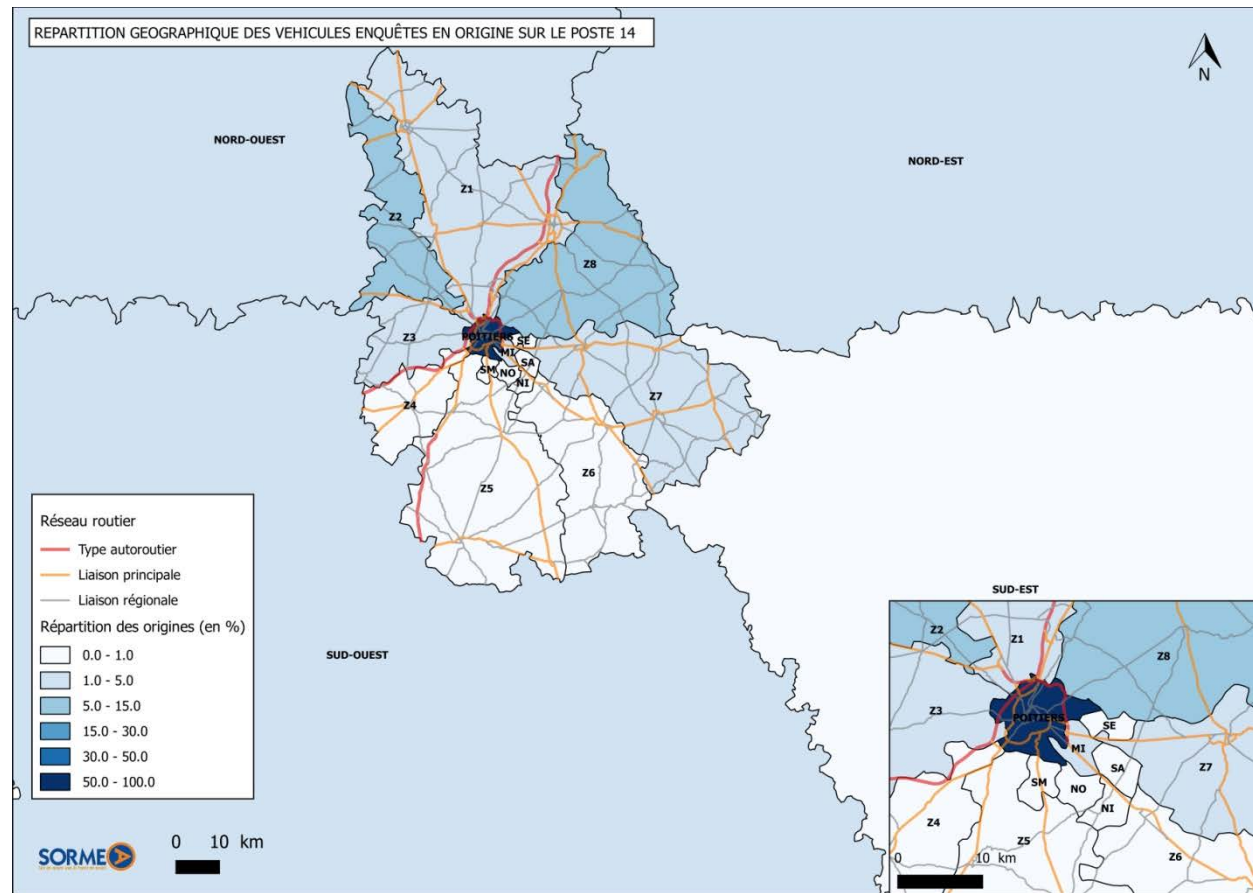 REPARTITION GEOGRAPHIQUE DES VEHICULES ENQUÊTES EN ORIGINE SUR LE POSTE 14
N
NORD-OUEST
NORD-EST
Z1
Z2
Z8
Z3
POITIERS
SE
MI
SA
SM
NO
NI
Z4
Z7
Z6
Z5
SUD-EST
SUD-OUEST
Réseau routier
Type autoroutier
Liaison principale
Liaison régionale
Répartition des origines (en %)
0.0 - 1.0
1.0 - 5.0
5.0 - 15.0
15.0 - 30.0
30.0 - 50.0
50.0 - 100.0
SORMEA
0 10 km
Z2
Z1
Z8
Z3
POITIERS
SE
MI
SA
Z7
SM
NO
NI
Z4
Z5
Z6
0 10 km